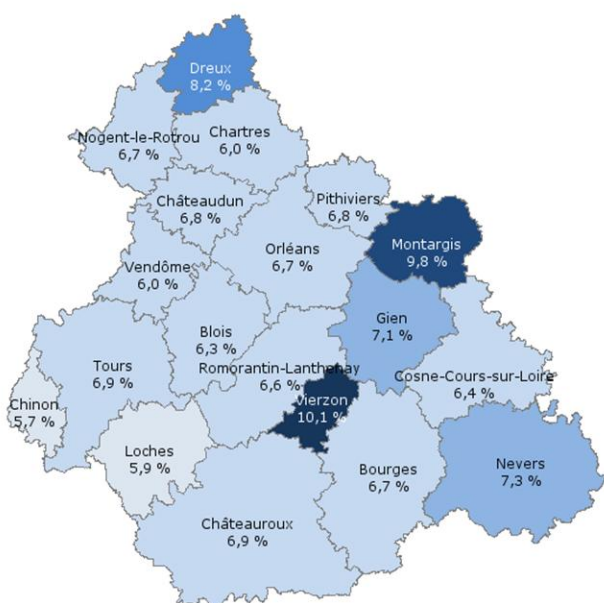 Dreux
8,2 %
Nogent-le-Rotrou
6,7 %
Chartres
6,0 %
Châteaudun
6,8 %
Pithiviers
6,8 %
Orléans
6,7 %
Montargis
9,8 %
Vendôme
6,0 %
Blois
6,3 %
Gien
7,1 %
Tours
6,9 %
Romorantin-Lanthenay
6,6 %
Cosne-Cours-sur-Loire
6,4 %
Chinon
5,7 %
Vierzon
10,1 %
Loches
5,9 %
Bourges
6,7 %
Nevers
7,3 %
Châteauroux
6,9 %